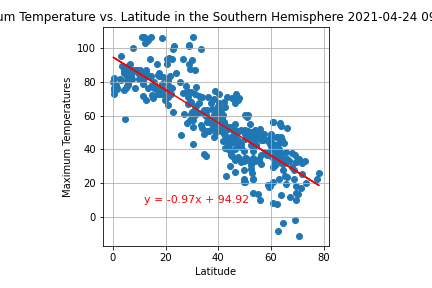 um Temperature vs. Latitude in the Southern Hemisphere 2021-04-24 09
100
80
60
40
20
0
Maximum Temperatures
y = -0.97x + 94.92
0 20 40 60 80
Latitude